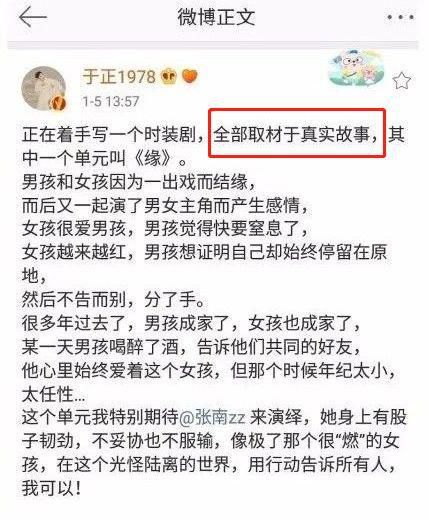 微博正文
于正1978
1-5 13:57
正在着手写一个时装剧，全部取材于真实故事，其
中一个单元叫《缘》。
男孩和女孩因为一出戏而结缘，
而后又一起演了男女主角而产生感情，
女孩很爱男孩，男孩觉得快要窒息了，
女孩越来越红，男孩想证明自己却始终停留在原
地，
然后不告而别，分了手。
很多年过去了，男孩成家了，女孩也成家了，
某一天男孩喝醉了酒，告诉他们共同的好友，
他心里始终爱着这个女孩，但那个时候年纪太小，
太任性...
这个单元我特别期待@张南zz 来演绎，她身上有股
子韧劲，不妥协也不服输，像极了那个很“燃”的女
孩，在这个光怪陆离的世界，用行动告诉所有人，
我可以！